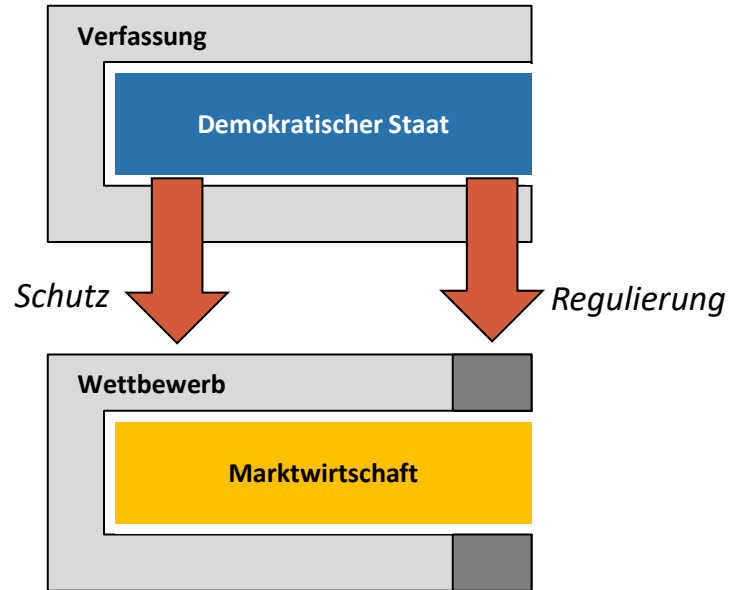 Verfassung
Demokratischer Staat
Schutz
Regulierung
Wettbewerb
Marktwirtschaft